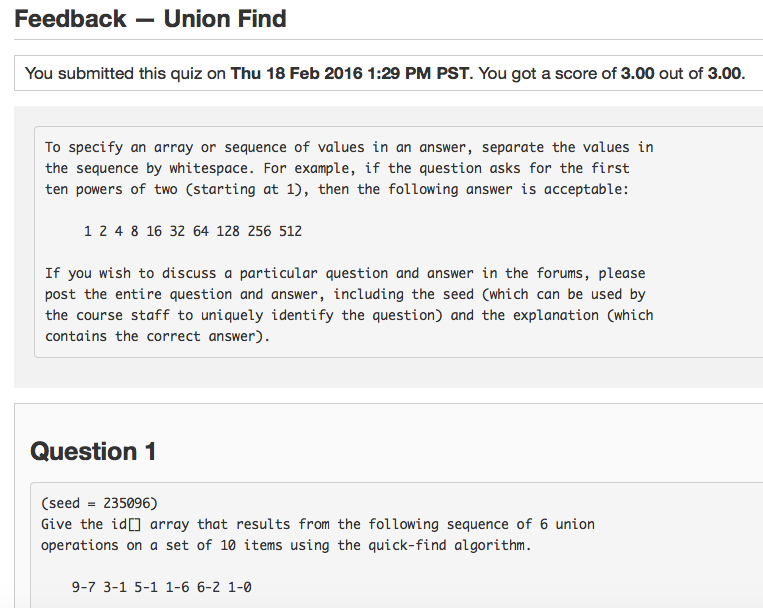 Feedback — Union Find
You submitted this quiz on Thu 18 Feb 2016 1:29 PM PST. You got a score of 3.00 out of 3.00.
To specify an array or sequence of values in an answer, separate the values in
the sequence by whitespace. For example, if the question asks for the first
ten powers of two (starting at 1), then the following answer is acceptable:
1 2 4 8 16 32 64 128 256 512
If you wish to discuss a particular question and answer in the forums, please
post the entire question and answer, including the seed (which can be used by
the course staff to uniquely identify the question) and the explanation (which
contains the correct answer).
Question 1
(seed = 235096)
Give the id[] array that results from the following sequence of 6 union
operations on a set of 10 items using the quick-find algorithm.
9-7 3-1 5-1 1-6 6-2 1-0